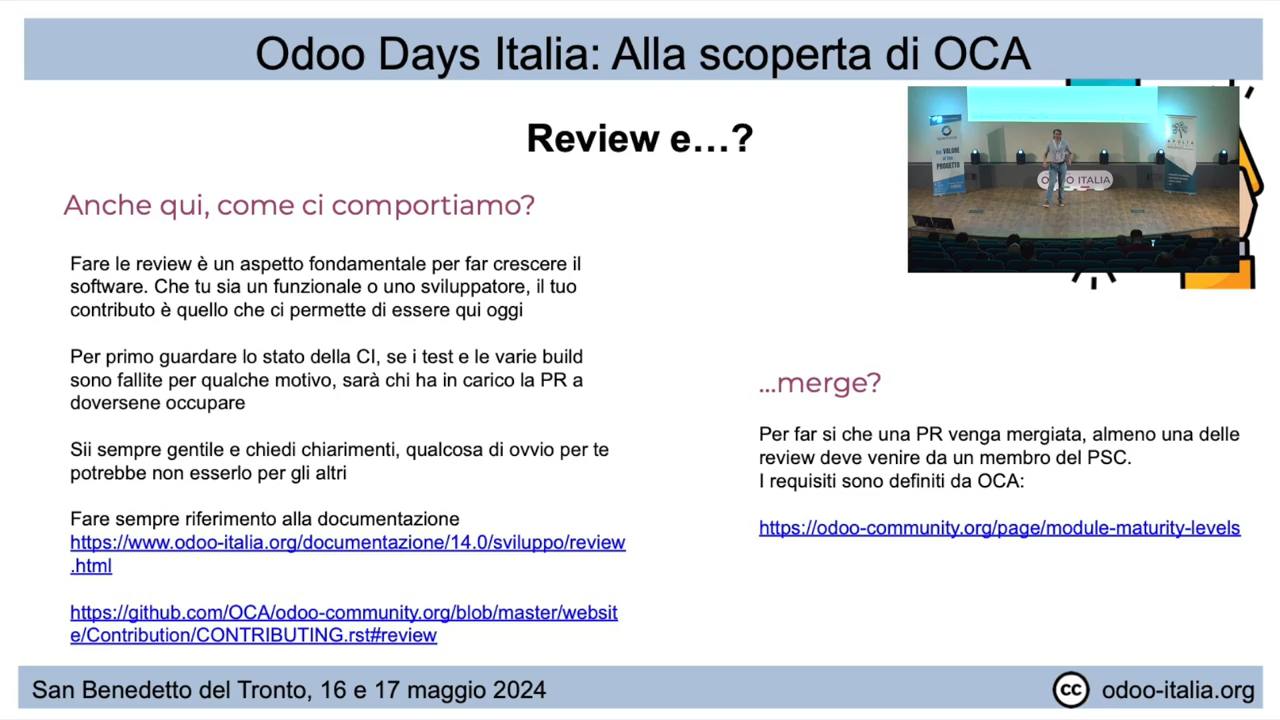 Odoo Days Italia: Alla scoperta di OCA
Review e…?
Anche qui, come ci comportiamo?
Fare le review è un aspetto fondamentale per far crescere il
software. Che tu sia un funzionale o uno sviluppatore, il tuo
contributo è quello che ci permette di essere qui oggi
Per primo guardare lo stato della CI, se i test e le varie build
sono fallite per qualche motivo, sarà chi ha in carico la PR a
doversene occupare
Sii sempre gentile e chiedi chiarimenti, qualcosa di ovvio per te
potrebbe non esserlo per gli altri
Fare sempre riferimento alla documentazione
https://www.odoo-italia.org/documentazione/14.0/sviluppo/review
.html
https://github.com/OCA/odoo-community.org/blob/master/websit
e/Contribution/CONTRIBUTING.rst#review
VALORE
PROGETTO
ODOO ITALIA
APULIA
...merge?
Per far si che una PR venga mergiata, almeno una delle
review deve venire da un membro del PSC.
I requisiti sono definiti da OCA:
https://odoo-community.org/page/module-maturity-levels
San Benedetto del Tronto, 16 e 17 maggio 2024
cc odoo-italia.org